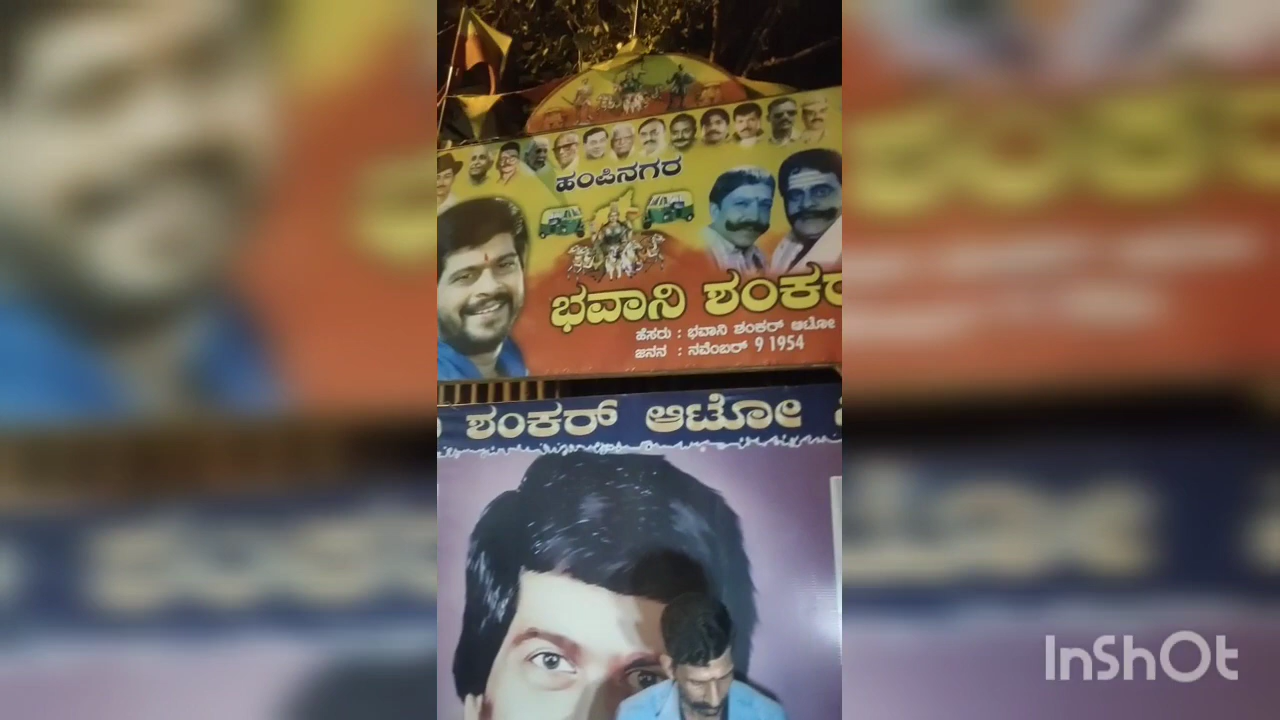 ಹಂಪಿನಗರ
ಭವಾನಿ ಶಂಕರ
ಹೆಸರು : ಭವಾನಿ ಶಂಕರ್ ಆಟೋ
ಜನನ : ನವೆಂಬರ್ 9 1954
ಶಂಕರ್ ಆಟೋ
InShOt